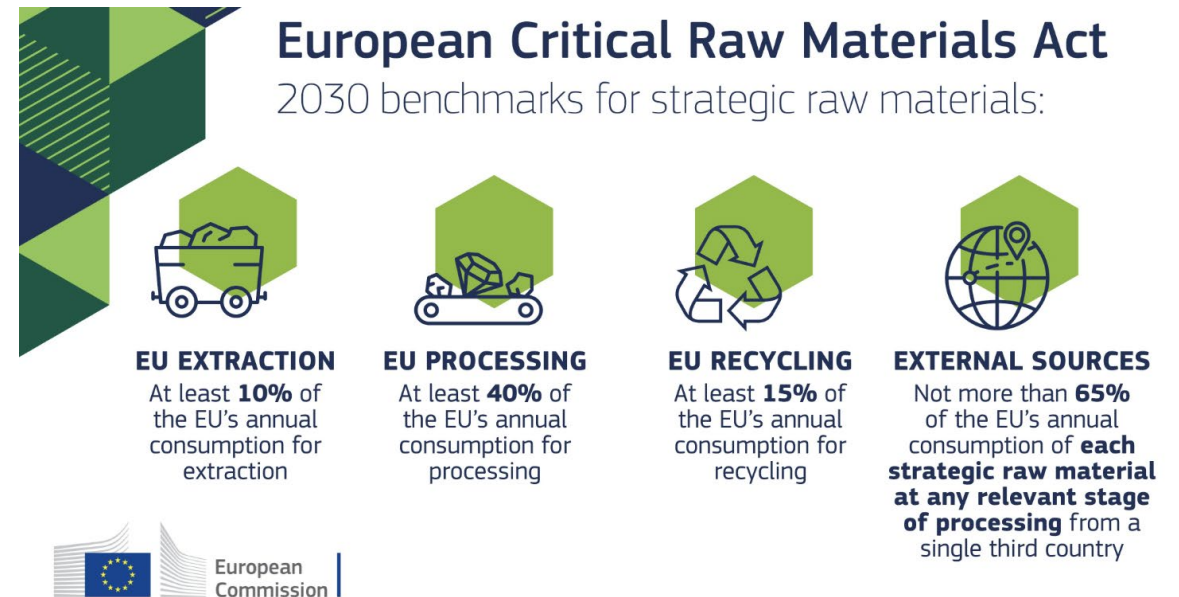 European Critical Raw Materials Act
2030 benchmarks for strategic raw materials:
EU EXTRACTION
At least 10% of
the EU's annual
consumption for
extraction
EU PROCESSING
At least 40% of
the EU's annual
consumption for
processing
EU RECYCLING
At least 15% of
the EU's annual
consumption for
recycling
EXTERNAL SOURCES
Not more than 65%
of the EU's annual
consumption of each
strategic raw material
at any relevant stage
of processing from a
single third country
European
Commission